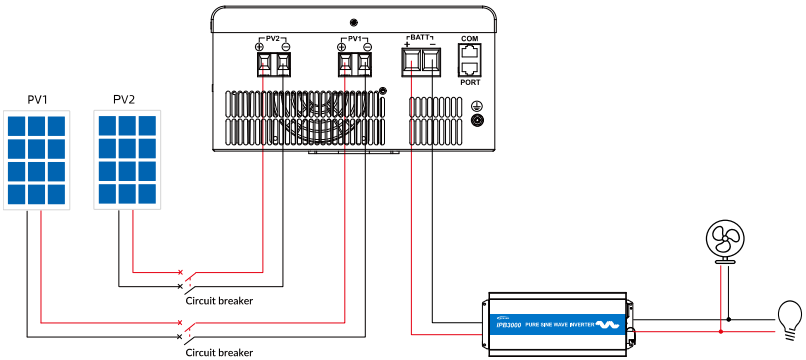 PV2
PV1
BATT
COM
+
−
+
−
+
−
PORT
PV1
PV2
Circuit breaker
Circuit breaker
IPB3000 PURE SINE WAVE INVERTER